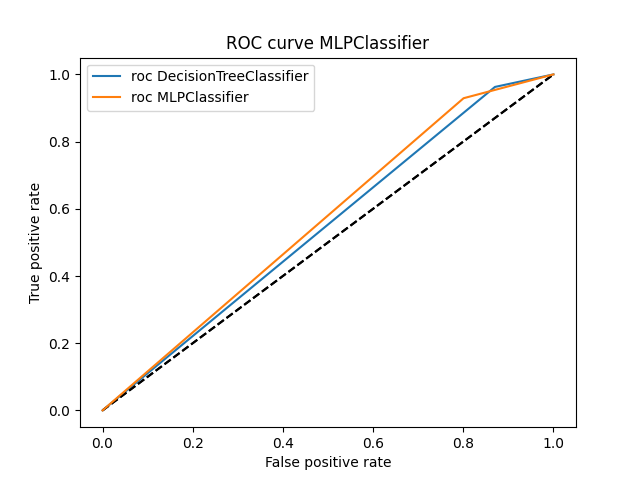 ROC curve MLPClassifier
roc DecisionTreeClassifier
roc MLPClassifier
1.0
0.8
0.6
0.4
0.2
0.0
True positive rate
0.0 0.2 0.4 0.6 0.8 1.0
False positive rate